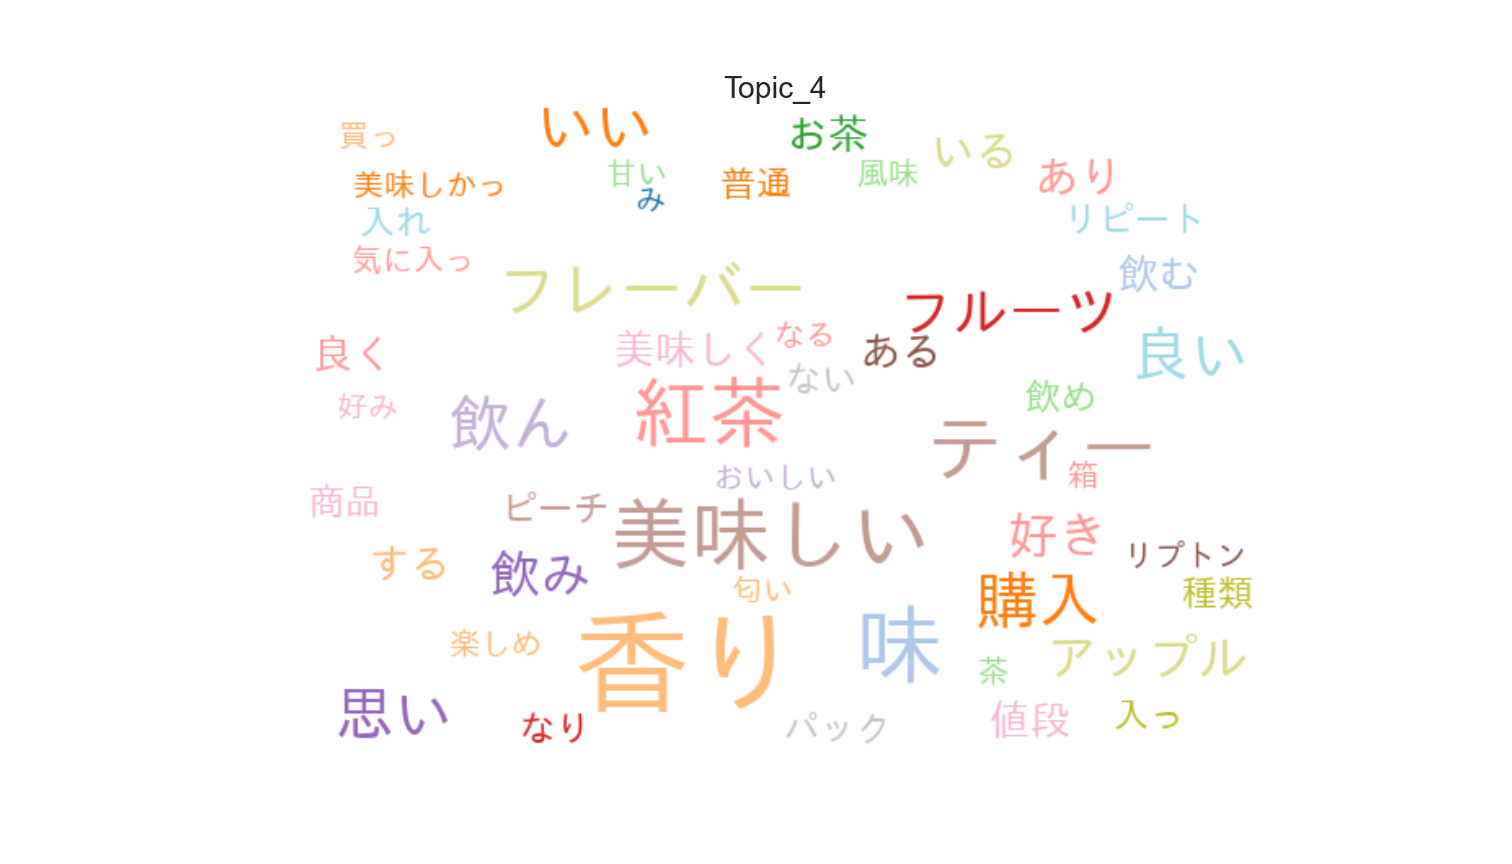 Topic_4
いい
お茶
買っ
いる
甘い
風味
あり
美味しかっ
普通
み
入れ
リピート
気に入っ
飲む
フレーバー
フルーツ
なる
美味しく
ある
良く
良い
ない
飲め
好み
紅茶
飲ん
ティー
おいしい
箱
商品
ピーチ
美味しい
好き
リプトン
する
飲み
匂い
購入
種類
楽しめ
香り
味
アップル
茶
思い
なり
パック
値段
入っ